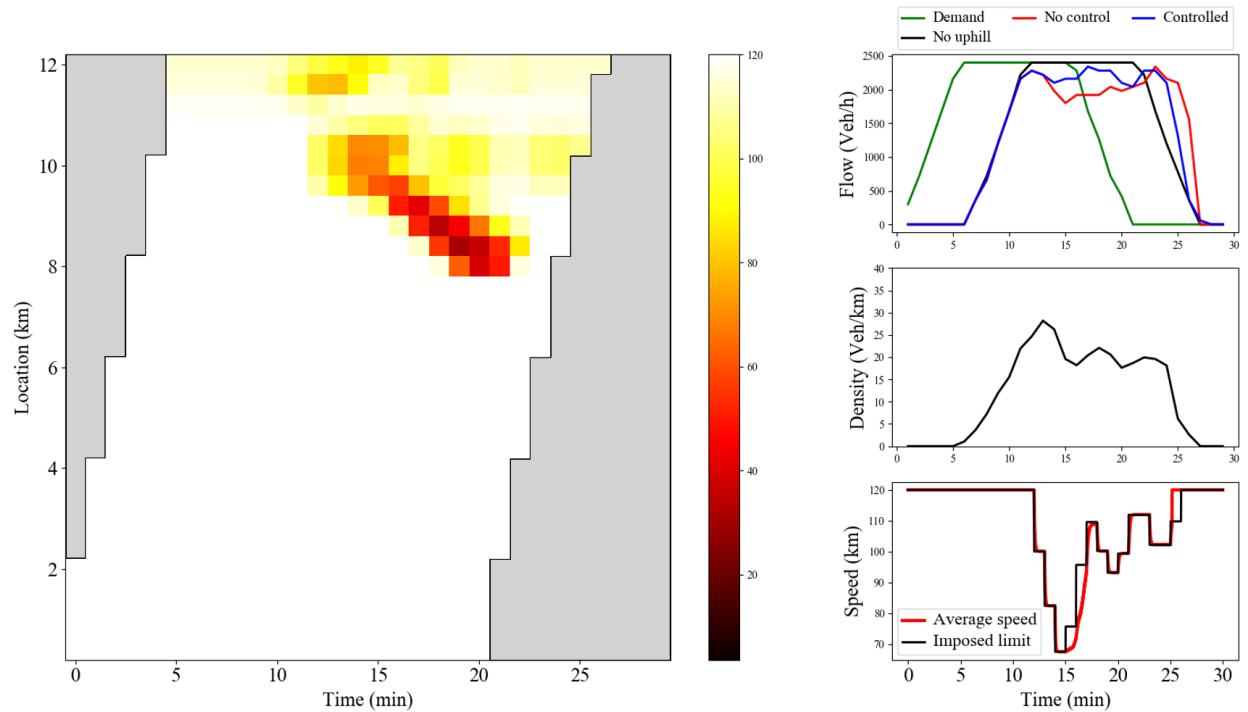 12
10
8
6
4
2
Location (km)
0 5 10 15 20 25
Time (min)
120
100
80
60
40
20
Demand No control Controlled
No uphill
2500
2000
1500
1000
500
0
Flow (Veh/h)
0 5 10 15 20 25 30
40
35
30
25
20
15
10
5
0
Density (Veh/km)
0 5 10 15 20 25 30
120
110
100
90
80
70
Speed (km)
Average speed
Imposed limit
0 5 10 15 20 25 30
Time (min)